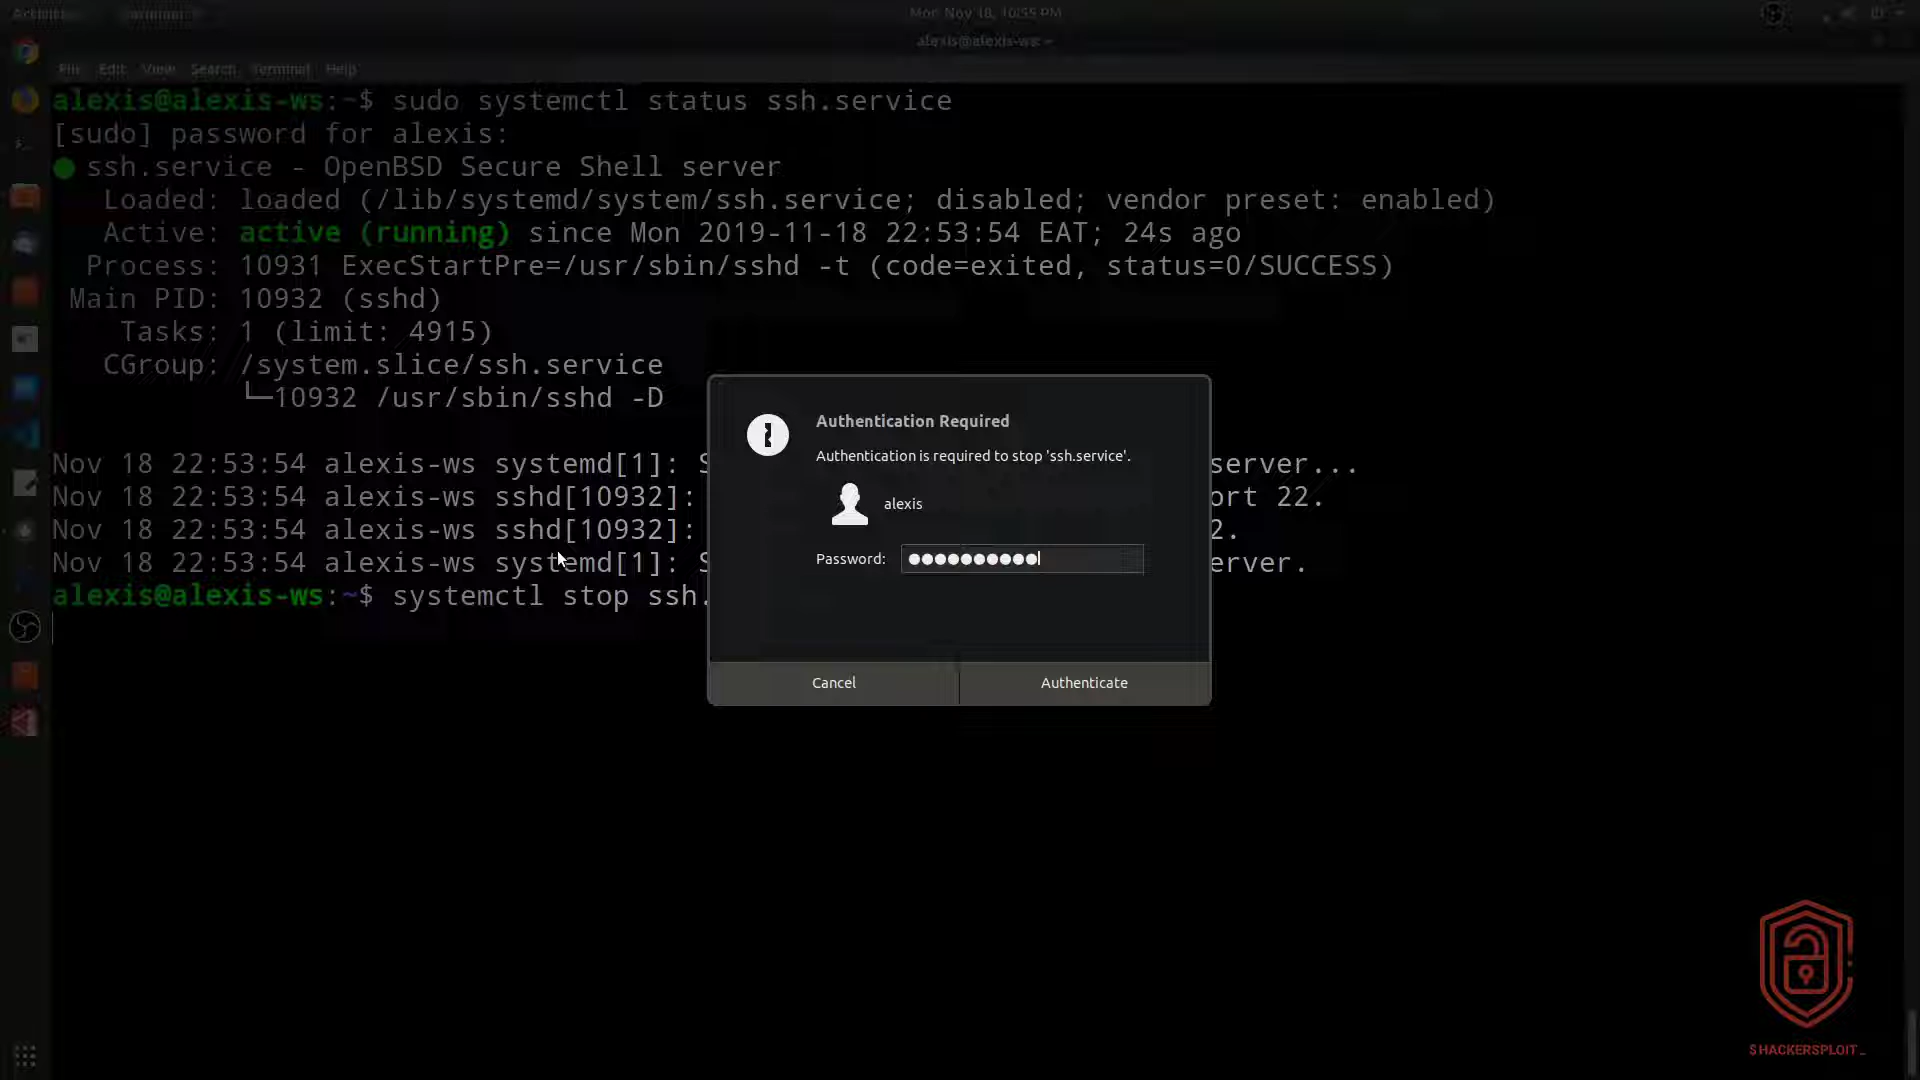 Mon Nov 18, 10:55 PM
alexis@alexis-ws: ~
File Edit View Search Terminal Help
alexis@alexis-ws:~$ sudo systemctl status ssh.service
[sudo] password for alexis:
● ssh.service - OpenBSD Secure Shell server
Loaded: loaded (/lib/systemd/system/ssh.service; disabled; vendor preset: enabled)
Active: active (running) since Mon 2019-11-18 22:53:54 EAT; 24s ago
Process: 10931 ExecStartPre=/usr/sbin/sshd -t (code=exited, status=0/SUCCESS)
Main PID: 10932 (sshd)
Tasks: 1 (limit: 4915)
CGroup: /system.slice/ssh.service
└─10932 /usr/sbin/sshd -D
Nov 18 22:53:54 alexis-ws systemd[1]: S server...
Nov 18 22:53:54 alexis-ws sshd[10932]: ort 22.
Nov 18 22:53:54 alexis-ws sshd[10932]: 2.
Nov 18 22:53:54 alexis-ws systemd[1]: S erver.
alexis@alexis-ws:~$ systemctl stop ssh.
Authentication Required
Authentication is required to stop 'ssh.service'.
alexis
Password: ●●●●●●●●●●
Cancel Authenticate
$HACKERSPLOIT_